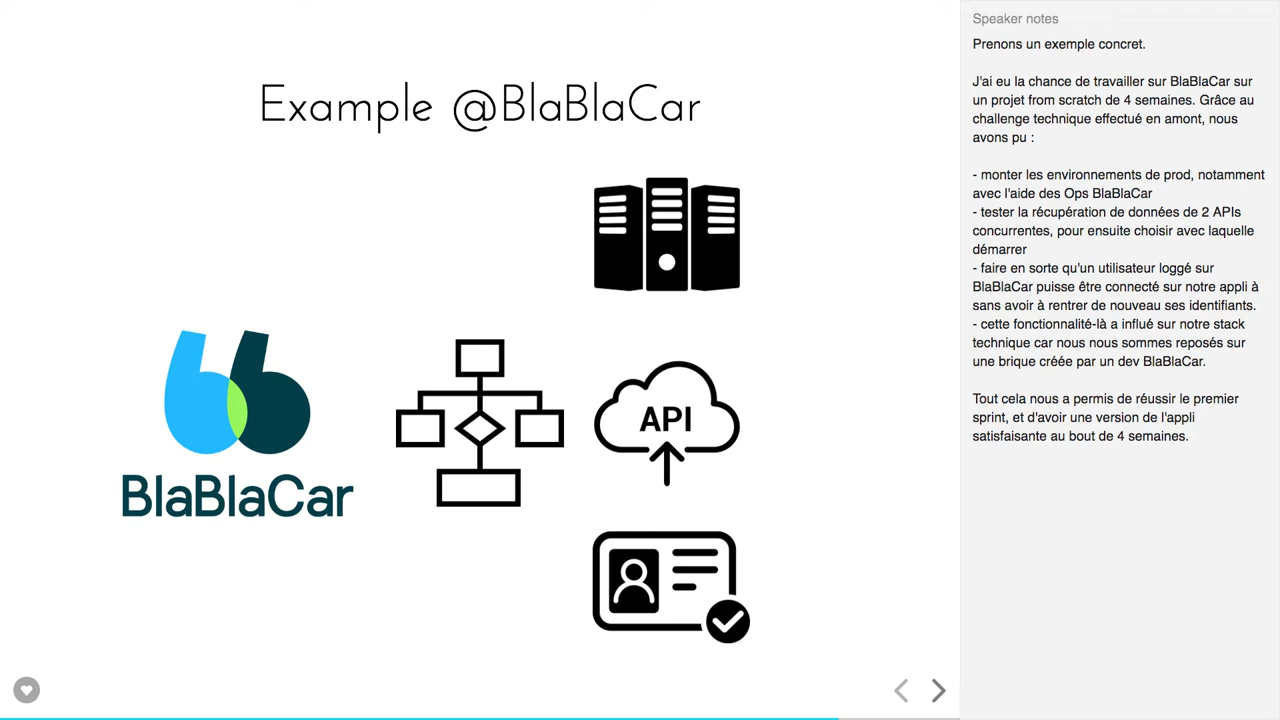 Example @BlaBlaCar
BlaBlaCar
API
Speaker notes
Prenons un exemple concret.
J'ai eu la chance de travailler sur BlaBlaCar sur
un projet from scratch de 4 semaines. Grâce au
challenge technique effectué en amont, nous
avons pu :
- monter les environnements de prod, notamment
avec l'aide des Ops BlaBlaCar
- tester la récupération de données de 2 APIs
concurrentes, pour ensuite choisir avec laquelle
démarrer
- faire en sorte qu'un utilisateur loggé sur
BlaBlaCar puisse être connecté sur notre appli à
sans avoir à rentrer de nouveau ses identifiants.
- cette fonctionnalité-là a influé sur notre stack
technique car nous nous sommes reposés sur
une brique créée par un dev BlaBlaCar.
Tout cela nous a permis de réussir le premier
sprint, et d'avoir une version de l'appli
satisfaisante au bout de 4 semaines.